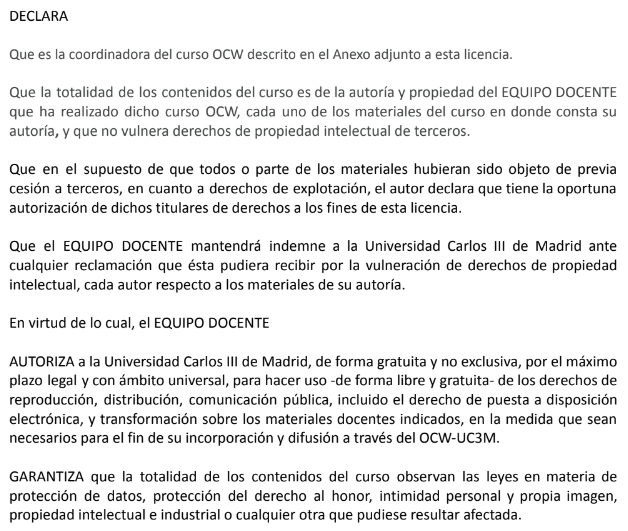 DECLARA
Que es la coordinadora del curso OCW descrito en el Anexo adjunto a esta licencia.
Que la totalidad de los contenidos del curso es de la autoría y propiedad del EQUIPO DOCENTE
que ha realizado dicho curso OCW, cada uno de los materiales del curso en donde consta su
autoría, y que no vulnera derechos de propiedad intelectual de terceros.
Que en el supuesto de que todos o parte de los materiales hubieran sido objeto de previa
cesión a terceros, en cuanto a derechos de explotación, el autor declara que tiene la oportuna
autorización de dichos titulares de derechos a los fines de esta licencia.
Que el EQUIPO DOCENTE mantendrá indemne a la Universidad Carlos III de Madrid ante
cualquier reclamación que ésta pudiera recibir por la vulneración de derechos de propiedad
intelectual, cada autor respecto a los materiales de su autoría.
En virtud de lo cual, el EQUIPO DOCENTE
AUTORIZA a la Universidad Carlos III de Madrid, de forma gratuita y no exclusiva, por el máximo
plazo legal y con ámbito universal, para hacer uso -de forma libre y gratuita- de los derechos de
reproducción, distribución, comunicación pública, incluido el derecho de puesta a disposición
electrónica, y transformación sobre los materiales docentes indicados, en la medida que sean
necesarios para el fin de su incorporación y difusión a través del OCW-UC3M.
GARANTIZA que la totalidad de los contenidos del curso observan las leyes en materia de
protección de datos, protección del derecho al honor, intimidad personal y propia imagen,
propiedad intelectual e industrial o cualquier otra que pudiese resultar afectada.